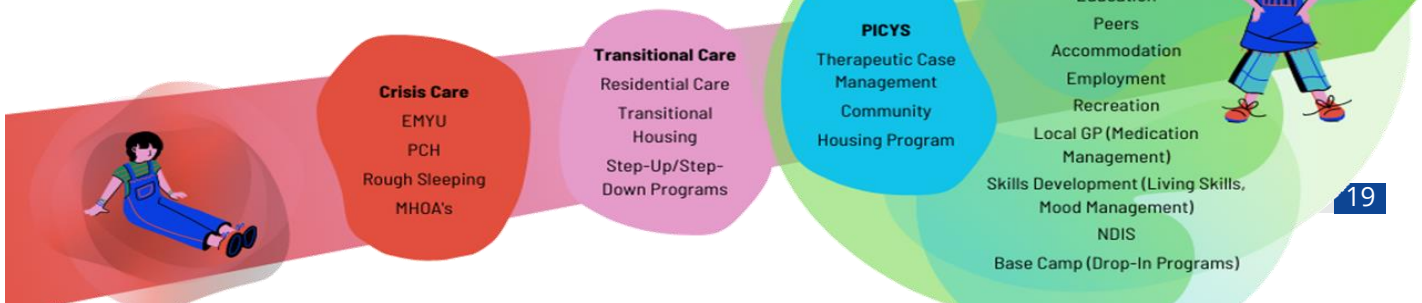 Crisis Care
EMYU
PCH
Rough Sleeping
MHOA's
Transitional Care
Residential Care
Transitional
Housing
Step-Up/Step-
Down Programs
PICYS
Therapeutic Case
Management
Community
Housing Program
Peers
Accommodation
Employment
Recreation
Local GP (Medication
Management)
Skills Development (Living Skills,
Mood Management)
NDIS
Base Camp (Drop-In Programs)
19